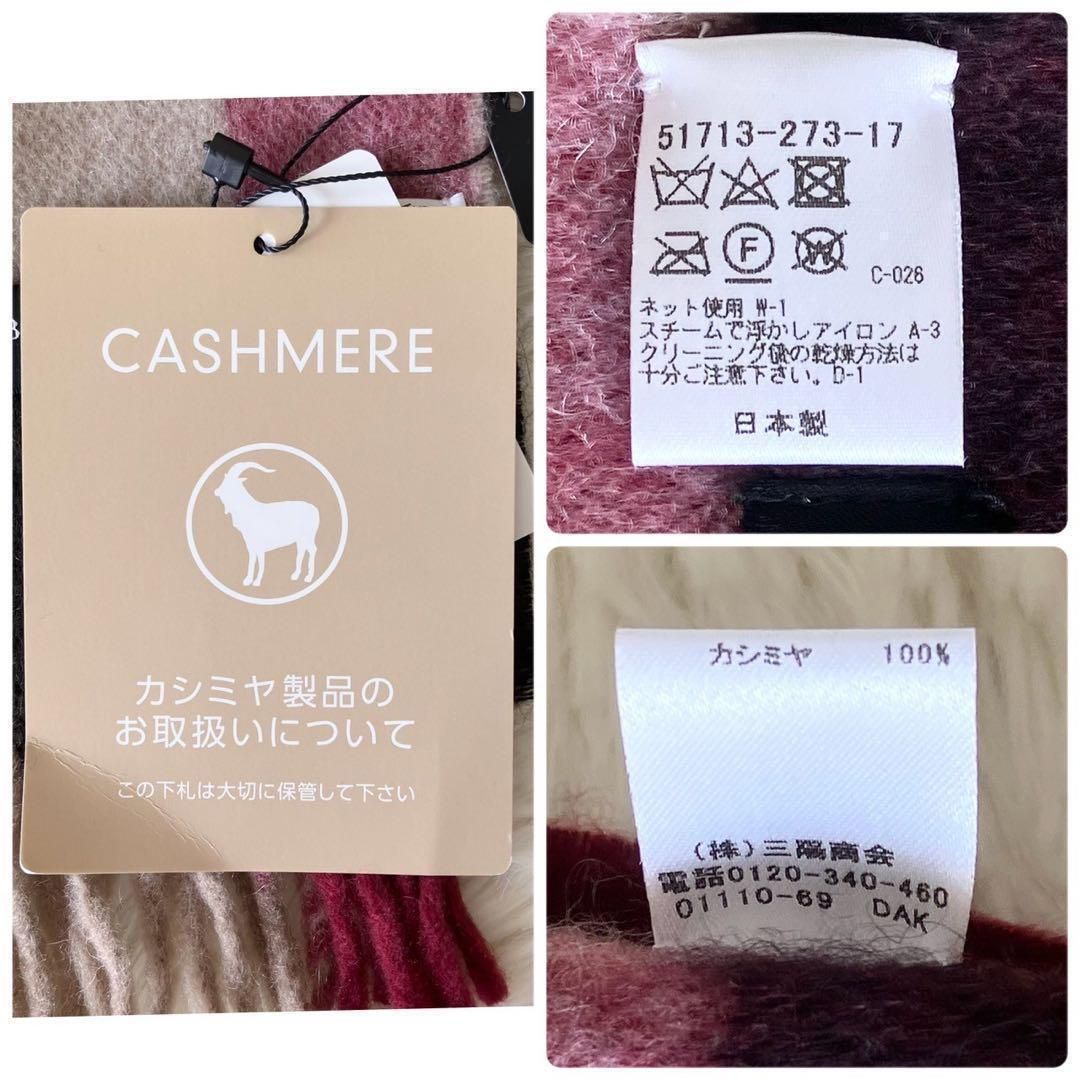 CASHMERE
カシミヤ製品の
お取扱いについて
この下札は大切に保管して下さい
51713-273-17
F
W
C-026
ネット使用 W-1
スチームで浮かしアイロン A-3
クリーニング後の乾燥方法は
十分ご注意下さい。D-1
日本製
カシミヤ 100%
(株)三陽商会
電話0120-340-460
01110-69 DAK